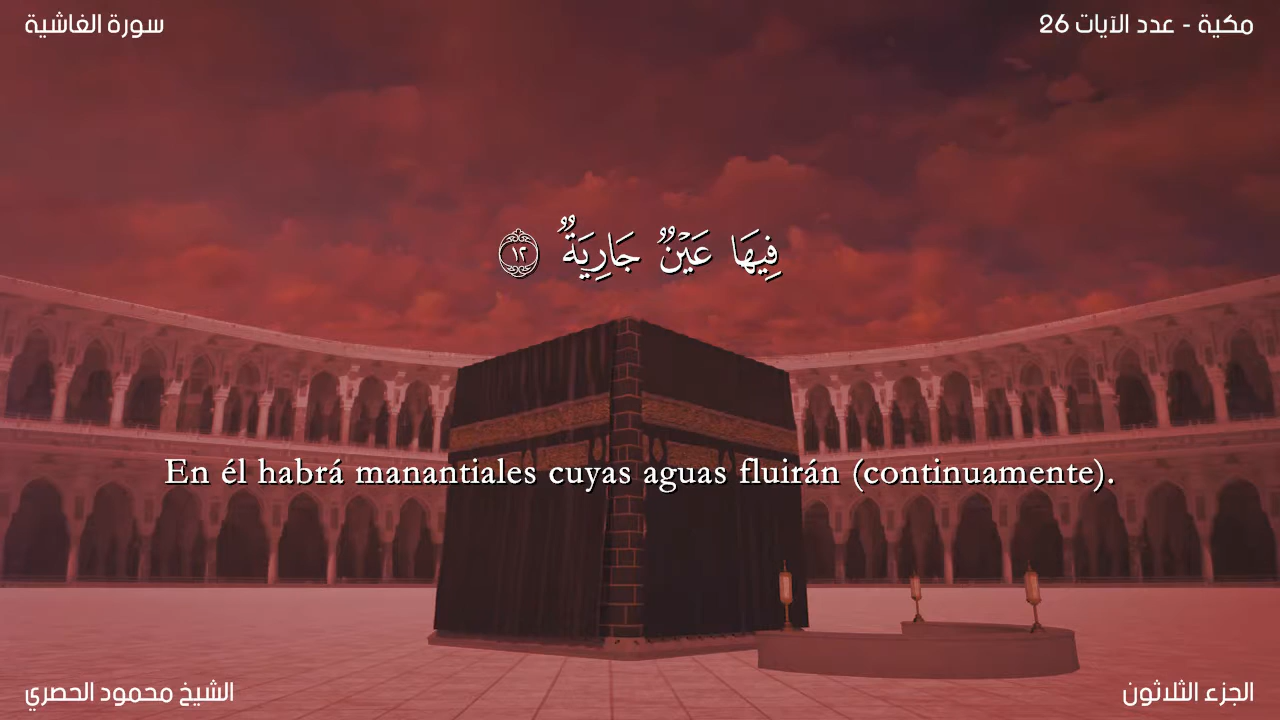 سورة الغاشية
مكية - عدد الآيات 26
فِيهَا عَيْنٌ جَارِيَةٌ ١٢
En él habrá manantiales cuyas aguas fluirán (continuamente).
الشيخ محمود الحصري
الجزء الثلاثون